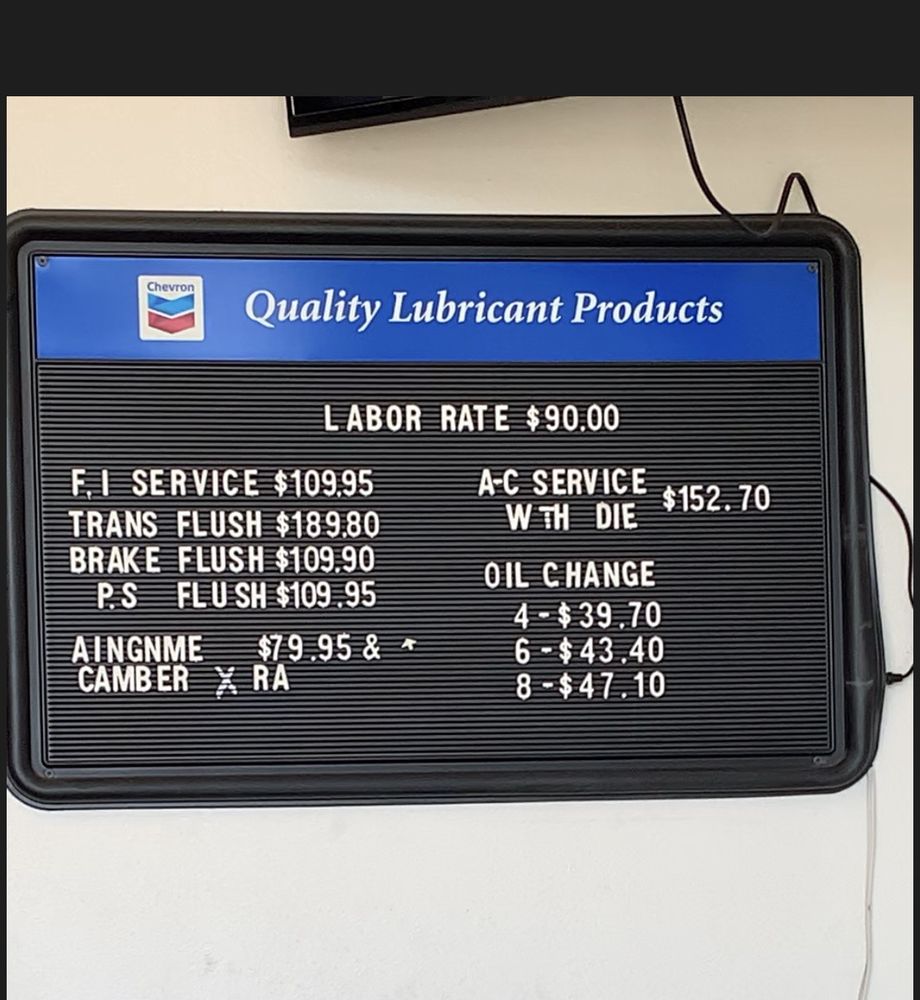 Chevron
Quality Lubricant Products
LABOR RATE $90.00
F.I SERVICE $109.95
TRANS FLUSH $189.80
BRAKE FLUSH $109.90
P.S FLUSH $109.95
AINGNME $79.95 &
CAMBER X RA
A-C SERVICE
WTH DIE $152.70
OIL CHANGE
4-$39.70
6-$43.40
8-$47.10